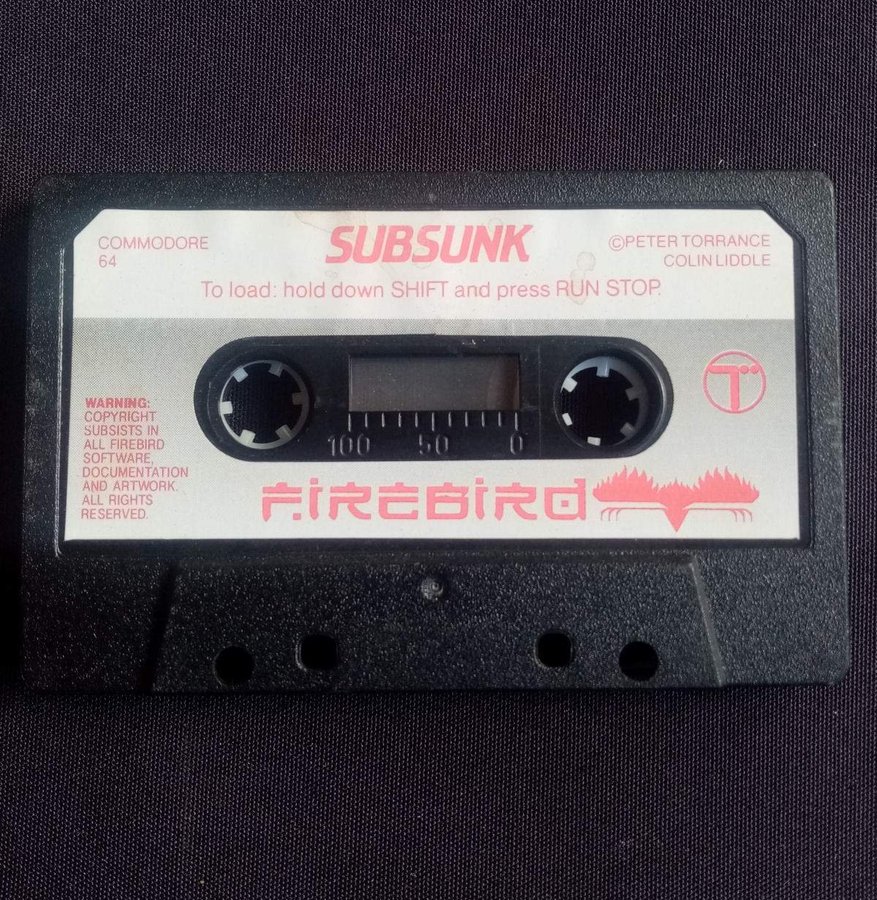 COMMODORE
64
SUBSUNK
©PETER TORRANCE
COLIN LIDDLE
To load: hold down SHIFT and press RUN STOP.
WARNING:
COPYRIGHT
SUBSISTS IN
ALL FIREBIRD
SOFTWARE,
DOCUMENTATION
AND ARTWORK.
ALL RIGHTS
RESERVED.
100 50 0
T
FIREBIRD